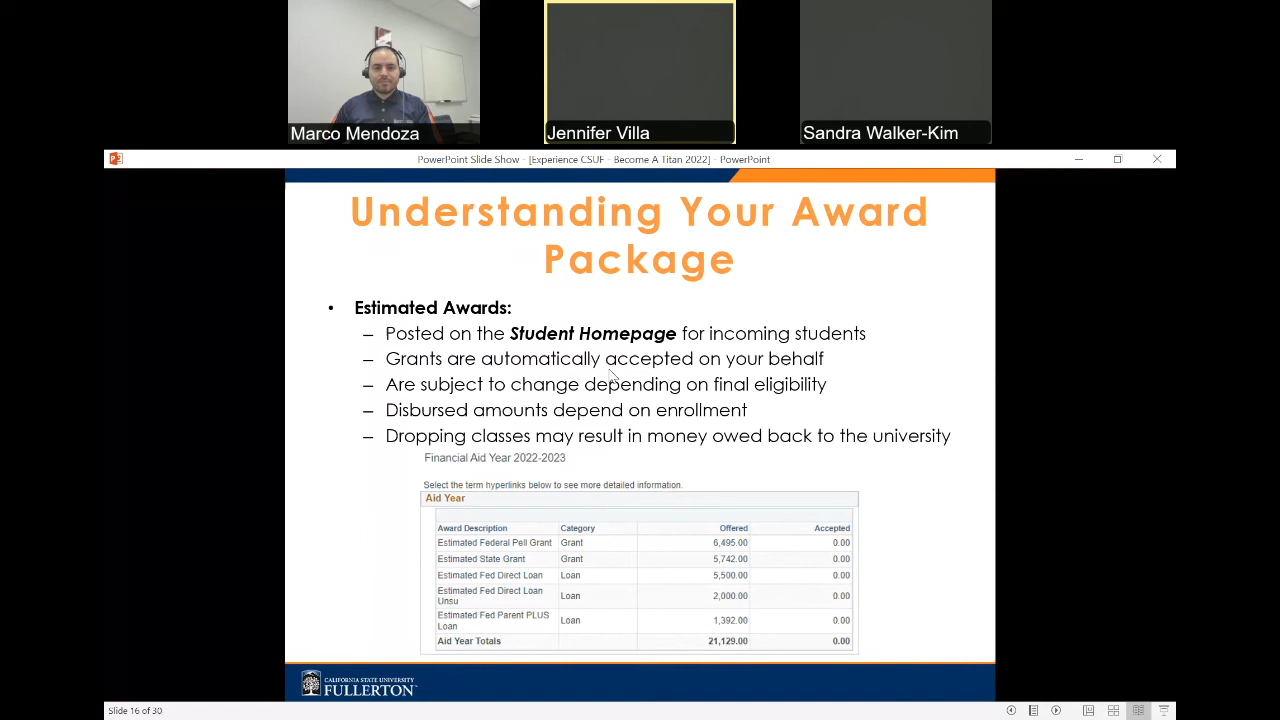 Marco Mendoza
Jennifer Villa
Sandra Walker-Kim
PowerPoint Slide Show - [Experience CSUF - Become A Titan 2022] - PowerPoint
Understanding Your Award
Package
• Estimated Awards:
– Posted on the Student Homepage for incoming students
– Grants are automatically accepted on your behalf
– Are subject to change depending on final eligibility
– Disbursed amounts depend on enrollment
– Dropping classes may result in money owed back to the university
Financial Aid Year 2022-2023
Select the term hyperlinks below to see more detailed information.
Aid Year
Award Description Category Offered Accepted
Estimated Federal Pell Grant Grant 6,495.00 0.00
Estimated State Grant Grant 5,742.00 0.00
Estimated Fed Direct Loan Loan 5,500.00 0.00
Estimated Fed Direct Loan
Unsu Loan 2,000.00 0.00
Estimated Fed Parent PLUS
Loan Loan 1,392.00 0.00
Aid Year Totals 21,129.00 0.00
CALIFORNIA STATE UNIVERSITY
FULLERTON
Slide 16 of 30